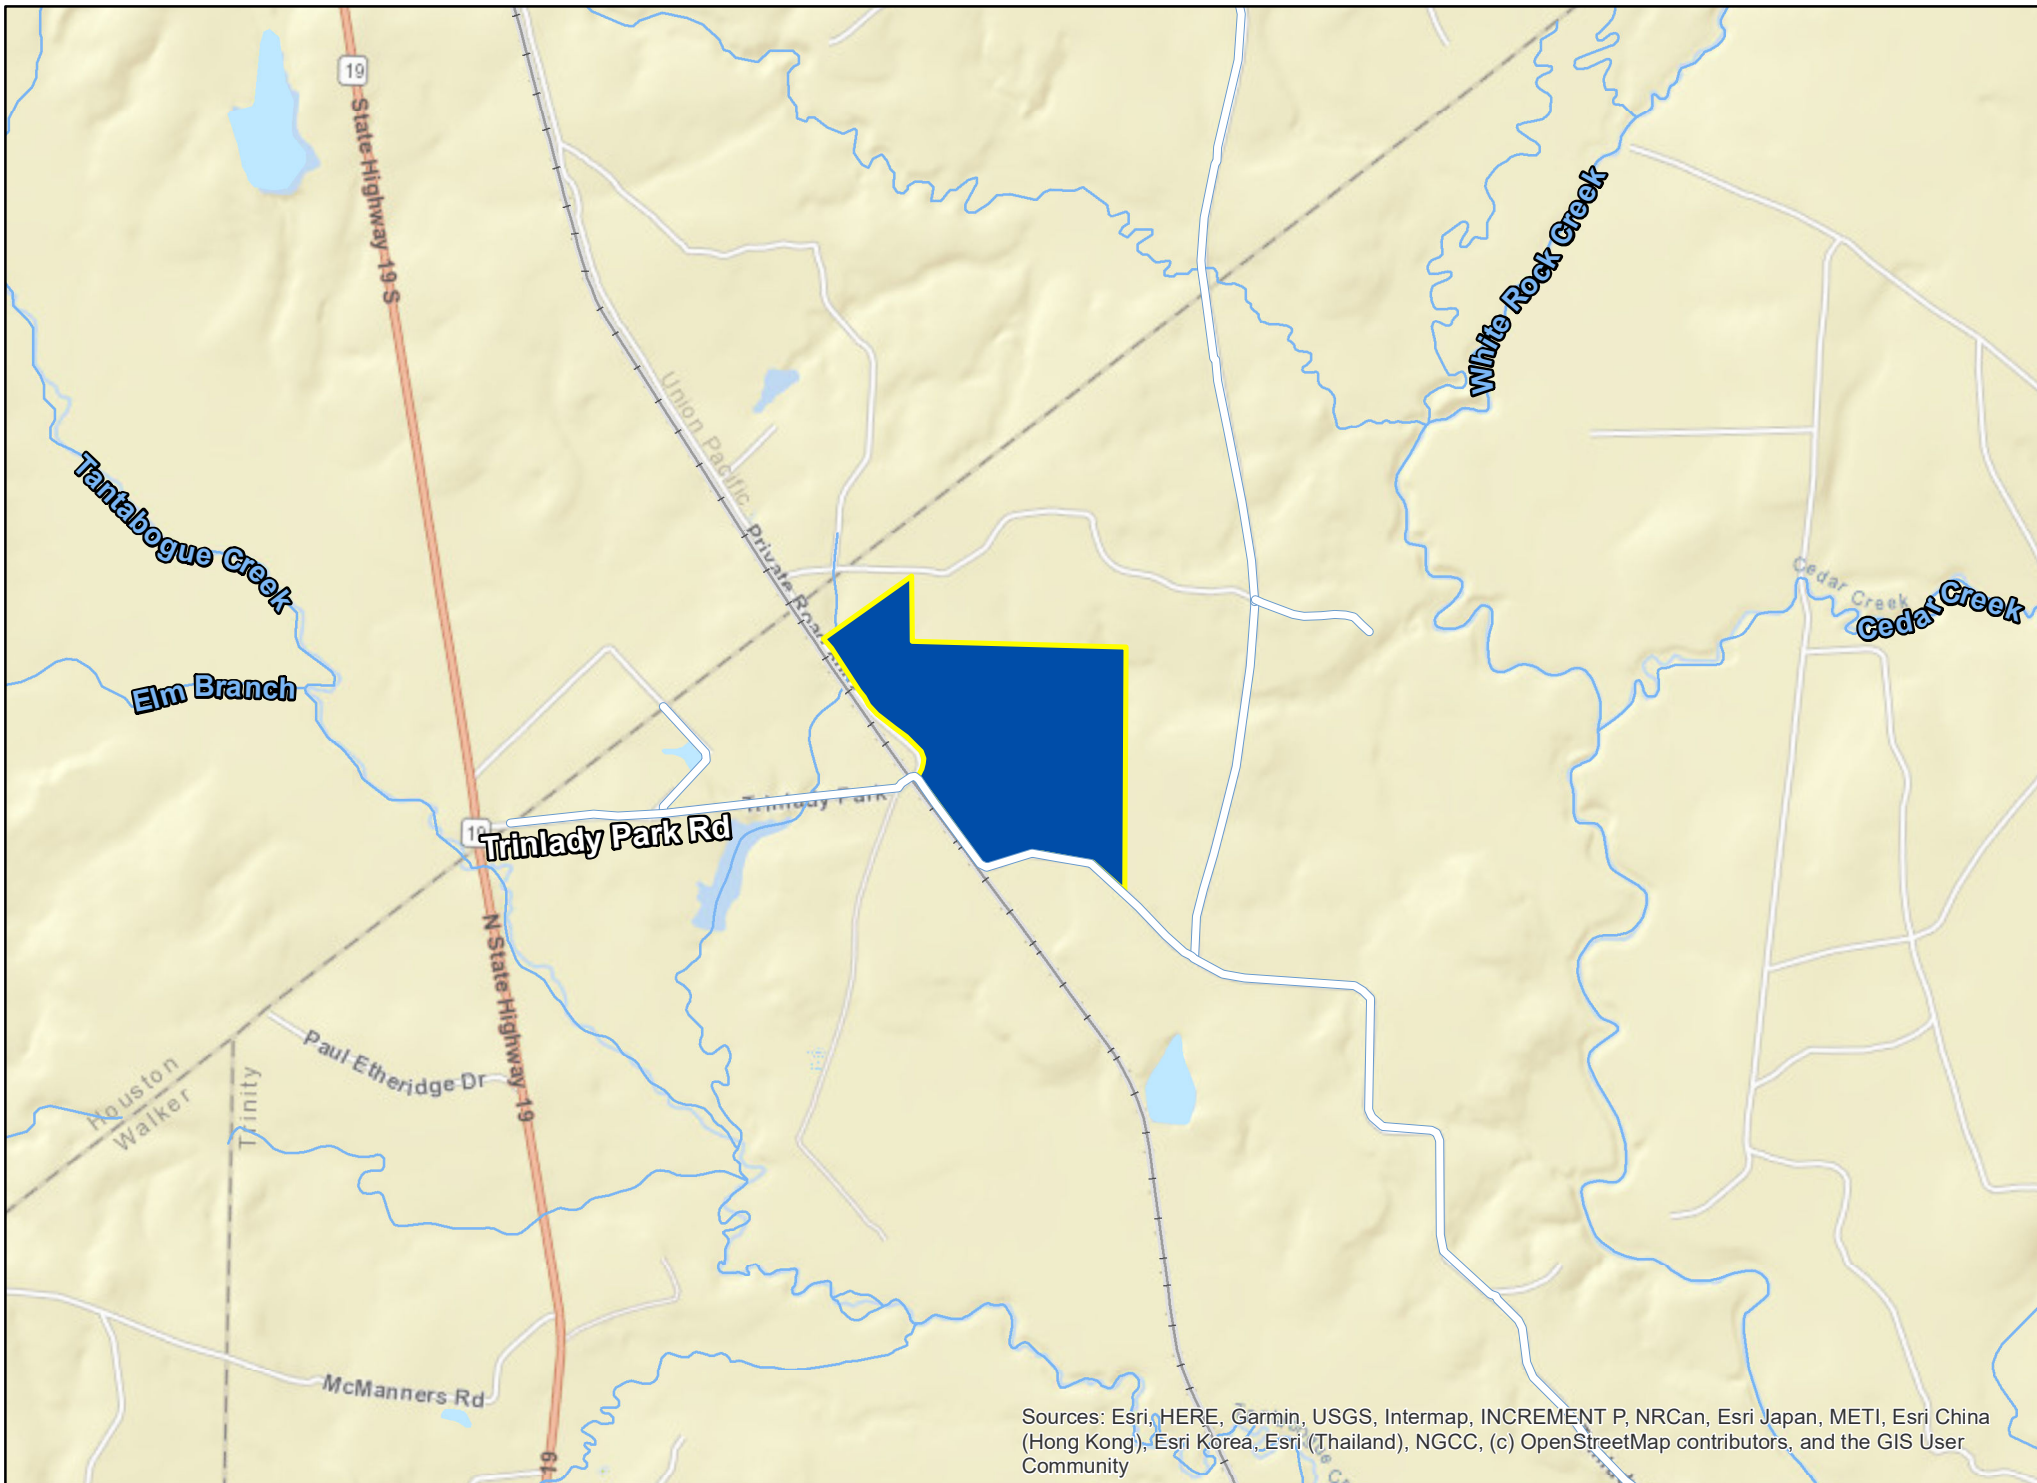 19
State Highway 19 S
White Rock Creek
Union Pacific
Tantabogue Creek
Private Road
Cedar Creek
Cedar Creek
Elm Branch
Trinlady Park
19
Trinlady Park Rd
N State Highway 19
Paul Etheridge Dr
Houston
Walker
Trinity
McManners Rd
19
Sources: Esri, HERE, Garmin, USGS, Intermap, INCREMENT P, NRCan, Esri Japan, METI, Esri China
(Hong Kong), Esri Korea, Esri (Thailand), NGCC, (c) OpenStreetMap contributors, and the GIS User
Community